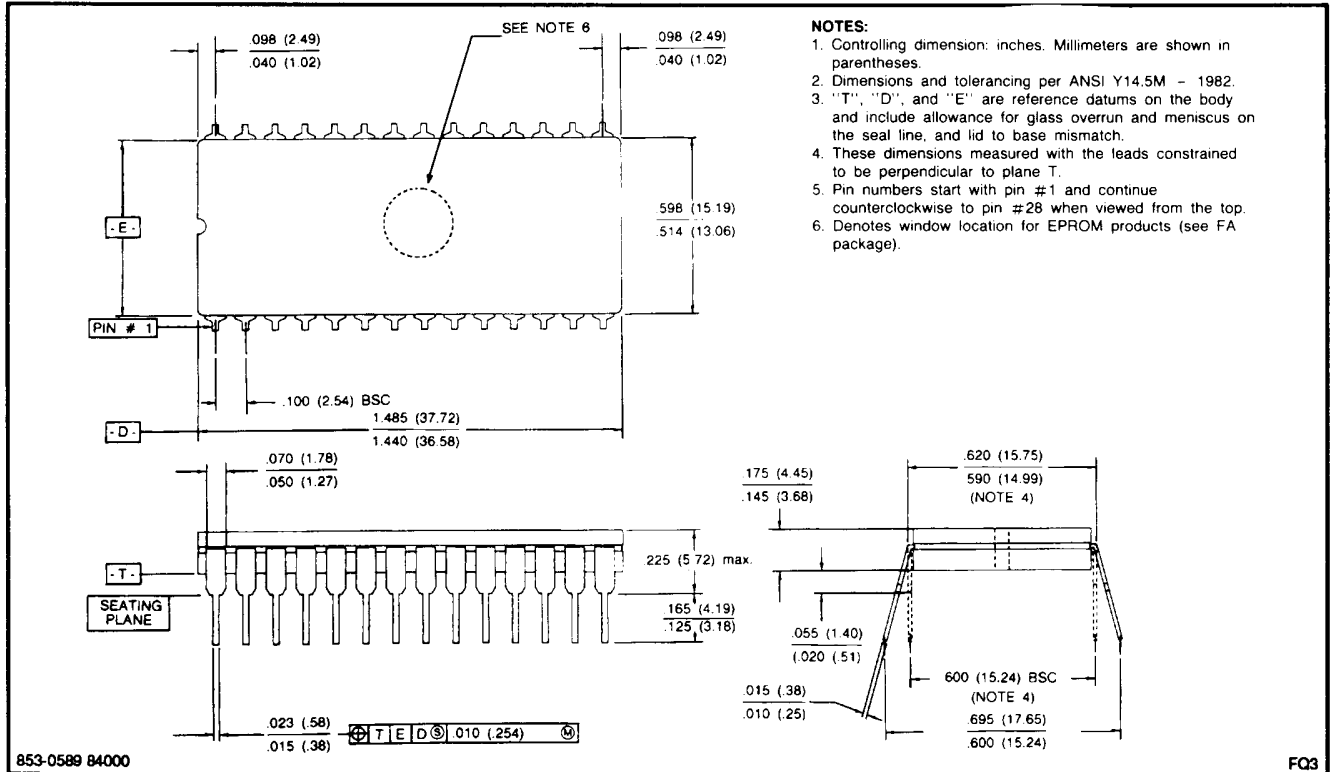 SEE NOTE 6
.098 (2.49)
.040 (1.02)
.098 (2.49)
.040 (1.02)
NOTES:
1. Controlling dimension: inches. Millimeters are shown in
parentheses.
2. Dimensions and tolerancing per ANSI Y14.5M – 1982.
3. "T", "D", and "E" are reference datums on the body
and include allowance for glass overrun and meniscus on
the seal line, and lid to base mismatch.
4. These dimensions measured with the leads constrained
to be perpendicular to plane T.
5. Pin numbers start with pin #1 and continue
counterclockwise to pin #28 when viewed from the top.
6. Denotes window location for EPROM products (see FA
package).
- E -
.598 (15.19)
.514 (13.06)
PIN # 1
.100 (2.54) BSC
- D -
1.485 (37.72)
1.440 (36.58)
.070 (1.78)
.050 (1.27)
- T -
SEATING
PLANE
.225 (5.72) max.
.165 (4.19)
.125 (3.18)
.023 (.58)
.015 (.38)
⌖ T E D Ⓢ .010 (.254) Ⓜ
.175 (4.45)
.145 (3.68)
.620 (15.75)
590 (14.99)
(NOTE 4)
.055 (1.40)
(.020 (.51)
.015 (.38)
.010 (.25)
600 (15.24) BSC
(NOTE 4)
.695 (17.65)
.600 (15.24)
853-0589 84000
FQ3